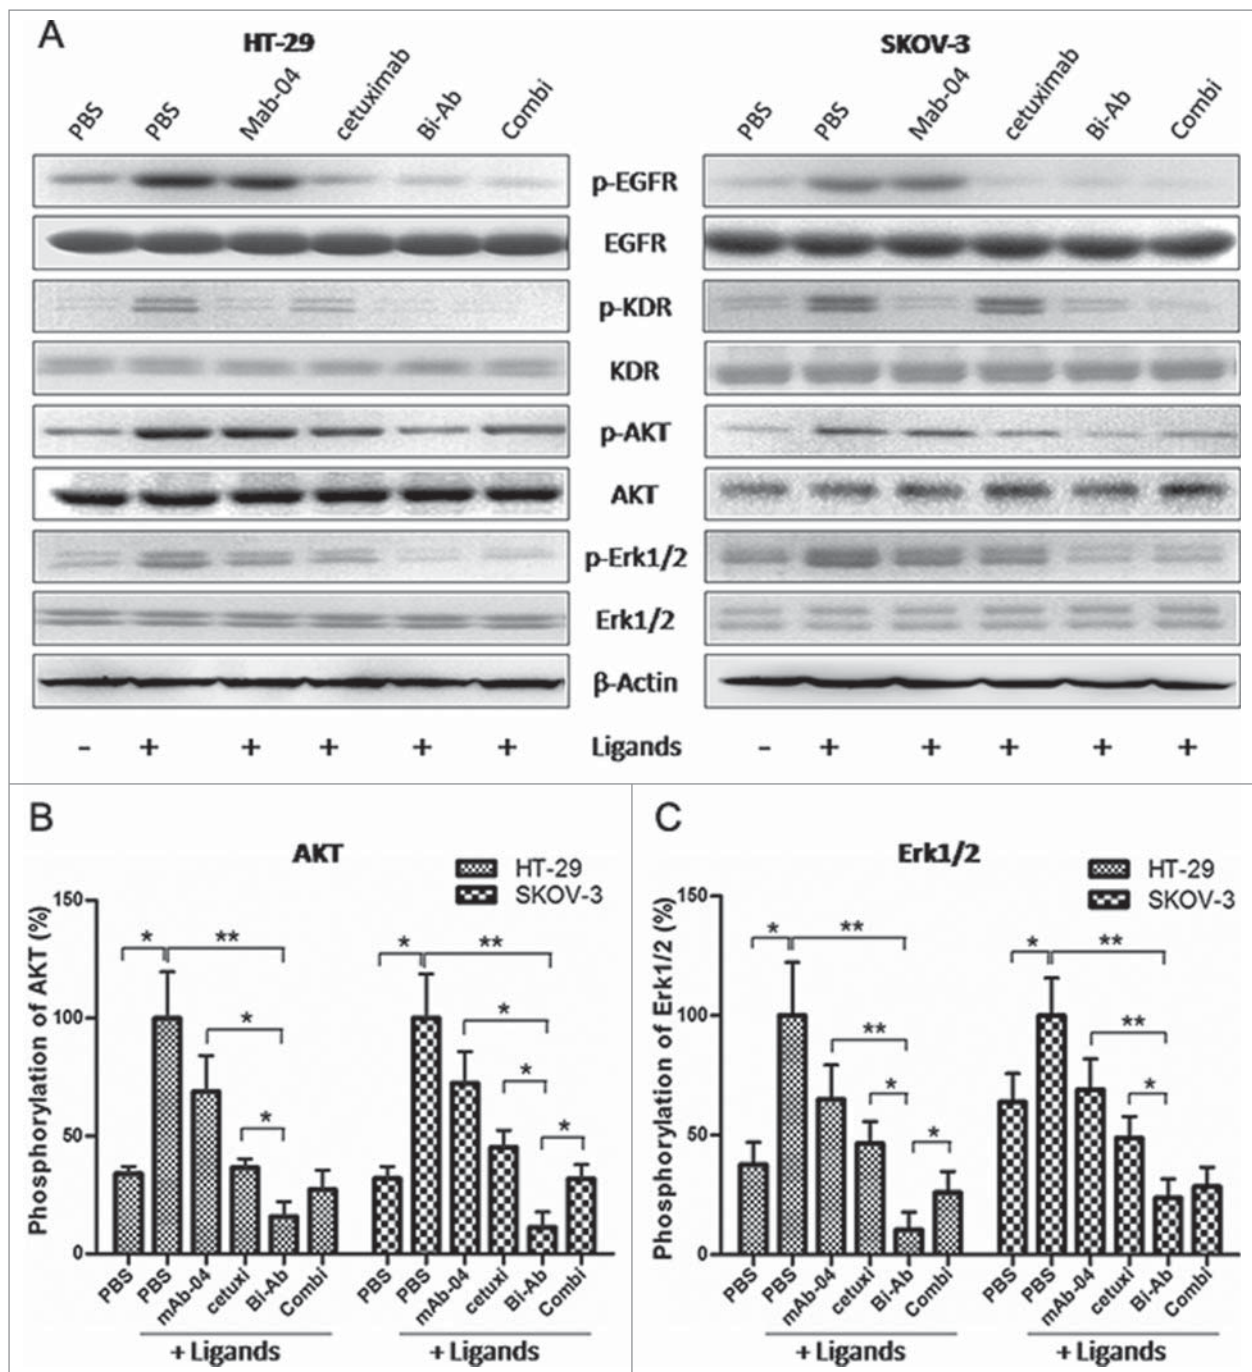 A
HT-29
SKOV-3
PBS PBS Mab-04 cetuximab Bi-Ab Combi
PBS PBS Mab-04 cetuximab Bi-Ab Combi
p-EGFR
EGFR
p-KDR
KDR
p-AKT
AKT
p-Erk1/2
Erk1/2
β-Actin
- + + + + + Ligands - + + + + +
B
AKT
HT-29
SKOV-3
Phosphorylation of AKT (%)
150
100
50
0
* ** * *
* ** * * *
PBS PBS mAb-04 cetuxi Bi-Ab Combi
PBS PBS mAb-04 cetuxi Bi-Ab Combi
+ Ligands + Ligands
C
Erk1/2
HT-29
SKOV-3
Phosphorylation of Erk1/2 (%)
150
100
50
0
* ** ** * *
* ** ** *
PBS PBS mAb-04 cetuxi Bi-Ab Combi
PBS PBS mAb-04 cetuxi Bi-Ab Combi
+ Ligands + Ligands